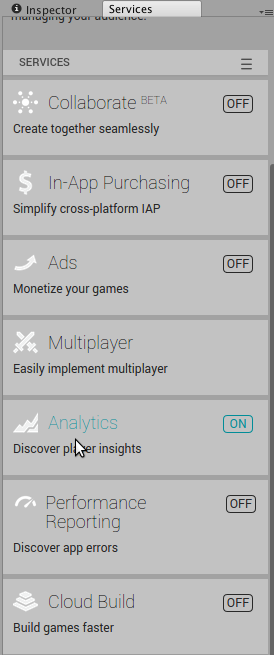 Inspector
Services
managing your audience.
SERVICES
Collaborate BETA
OFF
Create together seamlessly
In-App Purchasing
OFF
Simplify cross-platform IAP
Ads
OFF
Monetize your games
Multiplayer
Easily implement multiplayer
Analytics
ON
Discover player insights
Performance
Reporting
OFF
Discover app errors
Cloud Build
OFF
Build games faster